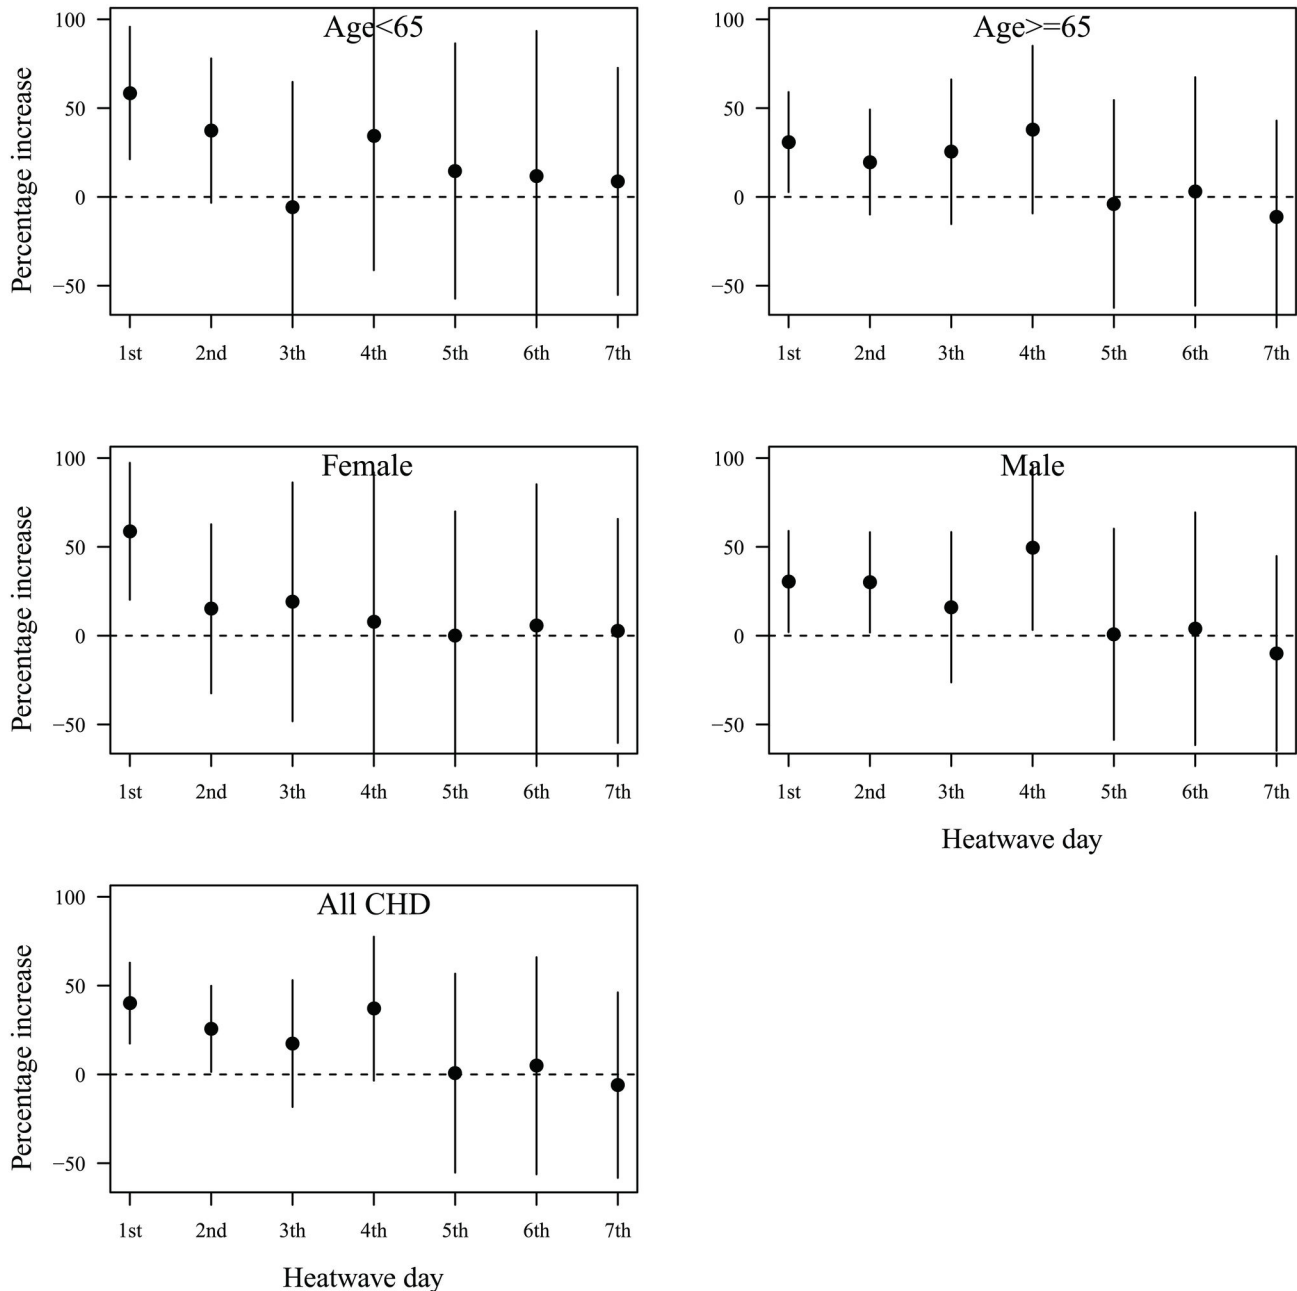 Age<65
Percentage increase
100
50
0
−50
1st 2nd 3th 4th 5th 6th 7th
Age>=65
100
50
0
−50
1st 2nd 3th 4th 5th 6th 7th
Female
Percentage increase
100
50
0
−50
1st 2nd 3th 4th 5th 6th 7th
Male
100
50
0
−50
1st 2nd 3th 4th 5th 6th 7th
Heatwave day
All CHD
Percentage increase
100
50
0
−50
1st 2nd 3th 4th 5th 6th 7th
Heatwave day